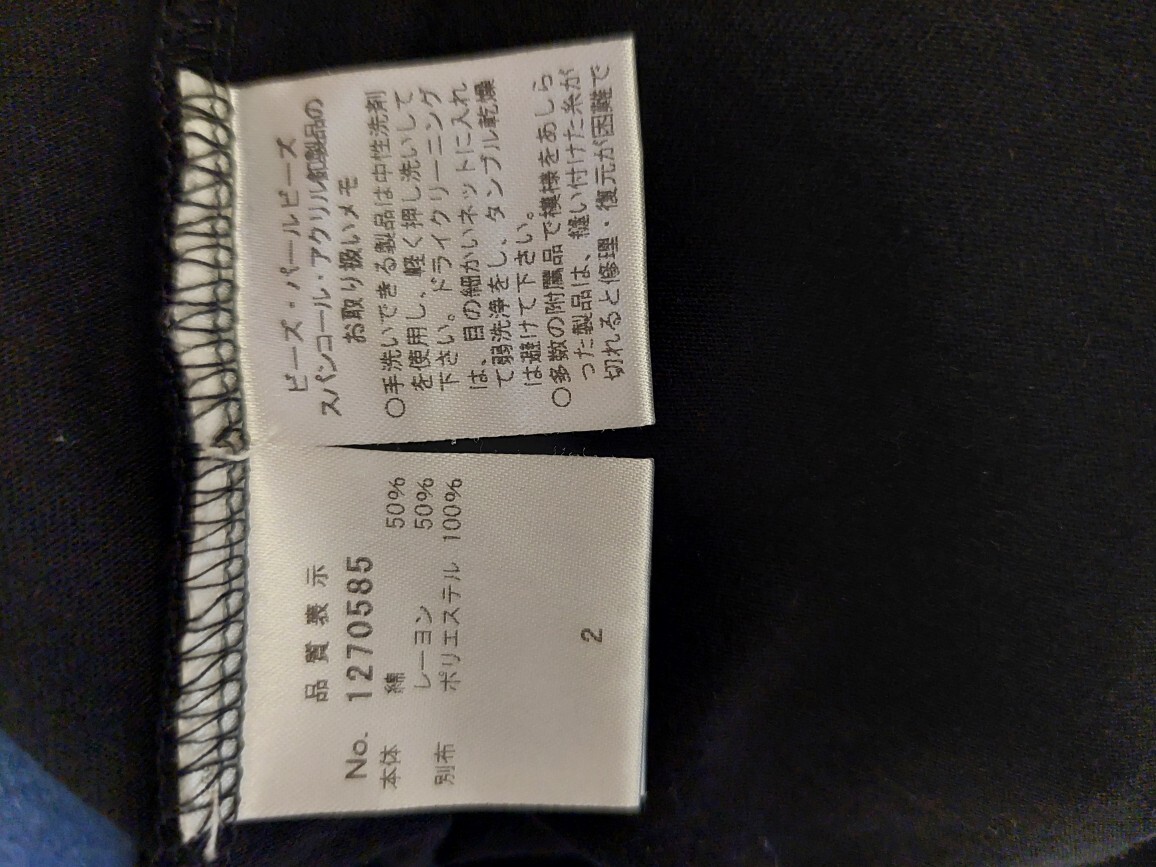 品質表示
No. 1270585
本体 綿 50%
レーヨン 50%
別布 ポリエステル 100%
2
ビーズ・パールビーズ
スパンコール・アクリル釦製品の
お取り扱いメモ
○手洗いできる製品は中性洗剤
を使用し、軽く押し洗いして
下さい。ドライクリーニング
は、目の細かいネットに入れ
て弱洗浄をし、タンブル乾燥
は避けて下さい。
○多数の附属品で模様をあしら
った製品は、縫い付けた糸が
切れると修理・復元が困難で